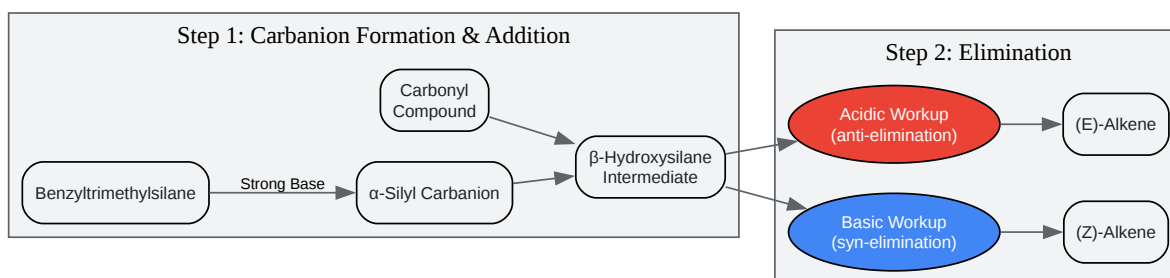 Step 1: Carbanion Formation & Addition
Carbonyl
Compound
Benzyltrimethylsilane
Strong Base
α-Silyl Carbanion
β-Hydroxysilane
Intermediate
Step 2: Elimination
Acidic Workup
(anti-elimination)
(E)-Alkene
Basic Workup
(syn-elimination)
(Z)-Alkene